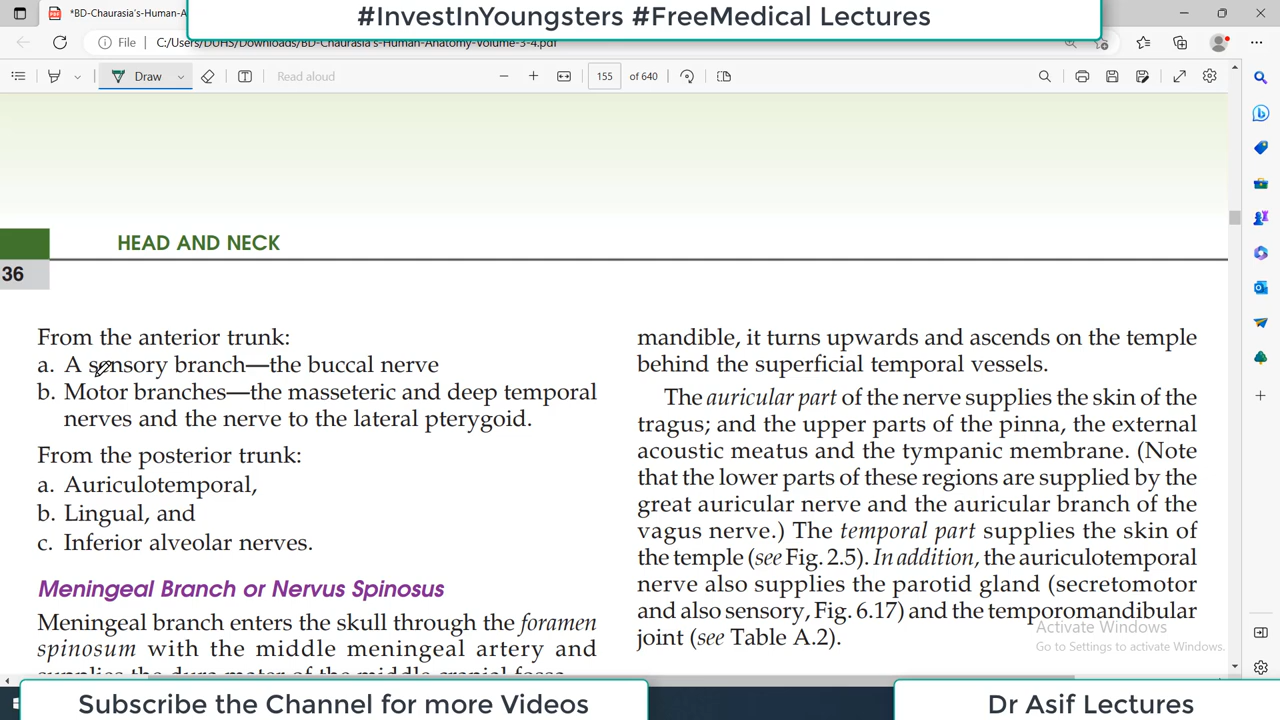 #InvestInYoungsters #FreeMedical Lectures
*BD-Chaurasia's-Human-A
File
C:/Users/DUHS/Downloads/BD-Chaurasia's-Human-Anatomy-Volume-3-4.pdf
Draw
Read aloud
155 of 640
HEAD AND NECK
36
From the anterior trunk:
a. A sensory branch—the buccal nerve
b. Motor branches—the masseteric and deep temporal
nerves and the nerve to the lateral pterygoid.
From the posterior trunk:
a. Auriculotemporal,
b. Lingual, and
c. Inferior alveolar nerves.
Meningeal Branch or Nervus Spinosus
Meningeal branch enters the skull through the foramen
spinosum with the middle meningeal artery and
supplies the dura mater of the middle cranial fossa.
mandible, it turns upwards and ascends on the temple
behind the superficial temporal vessels.
The auricular part of the nerve supplies the skin of the
tragus; and the upper parts of the pinna, the external
acoustic meatus and the tympanic membrane. (Note
that the lower parts of these regions are supplied by the
great auricular nerve and the auricular branch of the
vagus nerve.) The temporal part supplies the skin of
the temple (see Fig. 2.5). In addition, the auriculotemporal
nerve also supplies the parotid gland (secretomotor
and also sensory, Fig. 6.17) and the temporomandibular
joint (see Table A.2).
Activate Windows
Go to Settings to activate Windows.
Subscribe the Channel for more Videos
Dr Asif Lectures